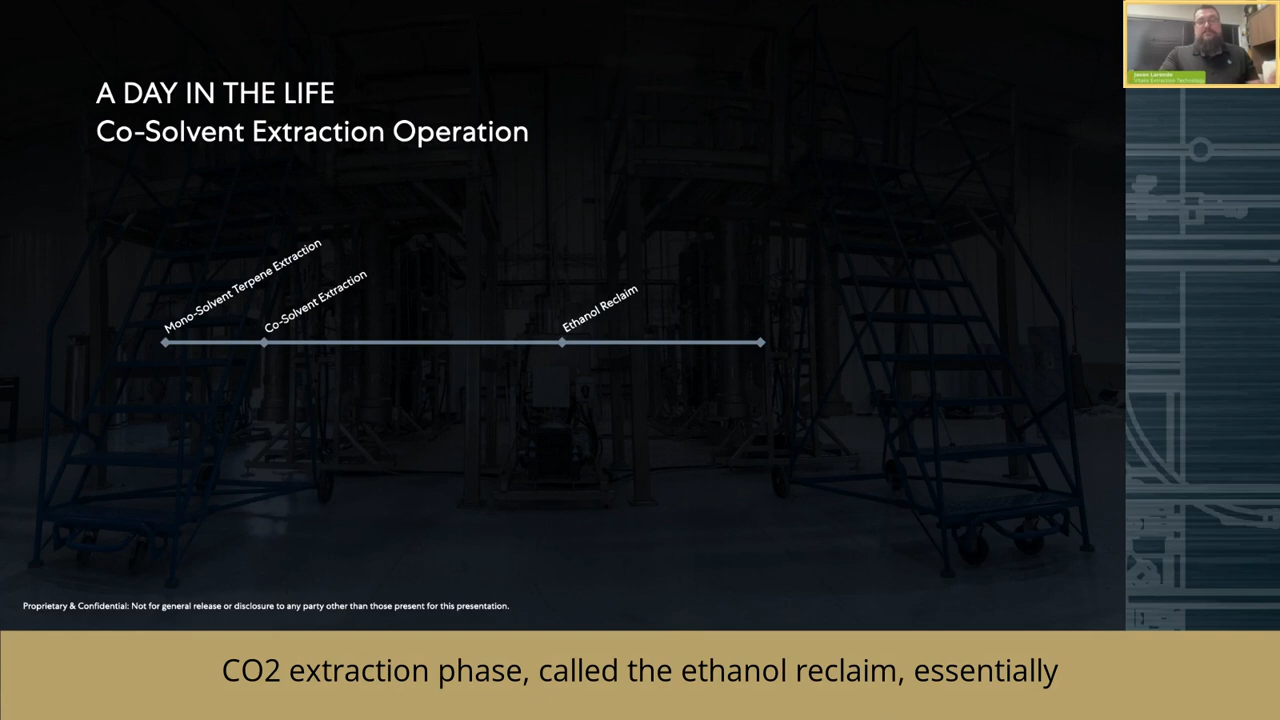 A DAY IN THE LIFE
Co-Solvent Extraction Operation
Mono-Solvent Terpene Extraction
Co-Solvent Extraction
Ethanol Reclaim
Proprietary & Confidential: Not for general release or disclosure to any party other than those present for this presentation.
CO2 extraction phase, called the ethanol reclaim, essentially
Extraction Technology